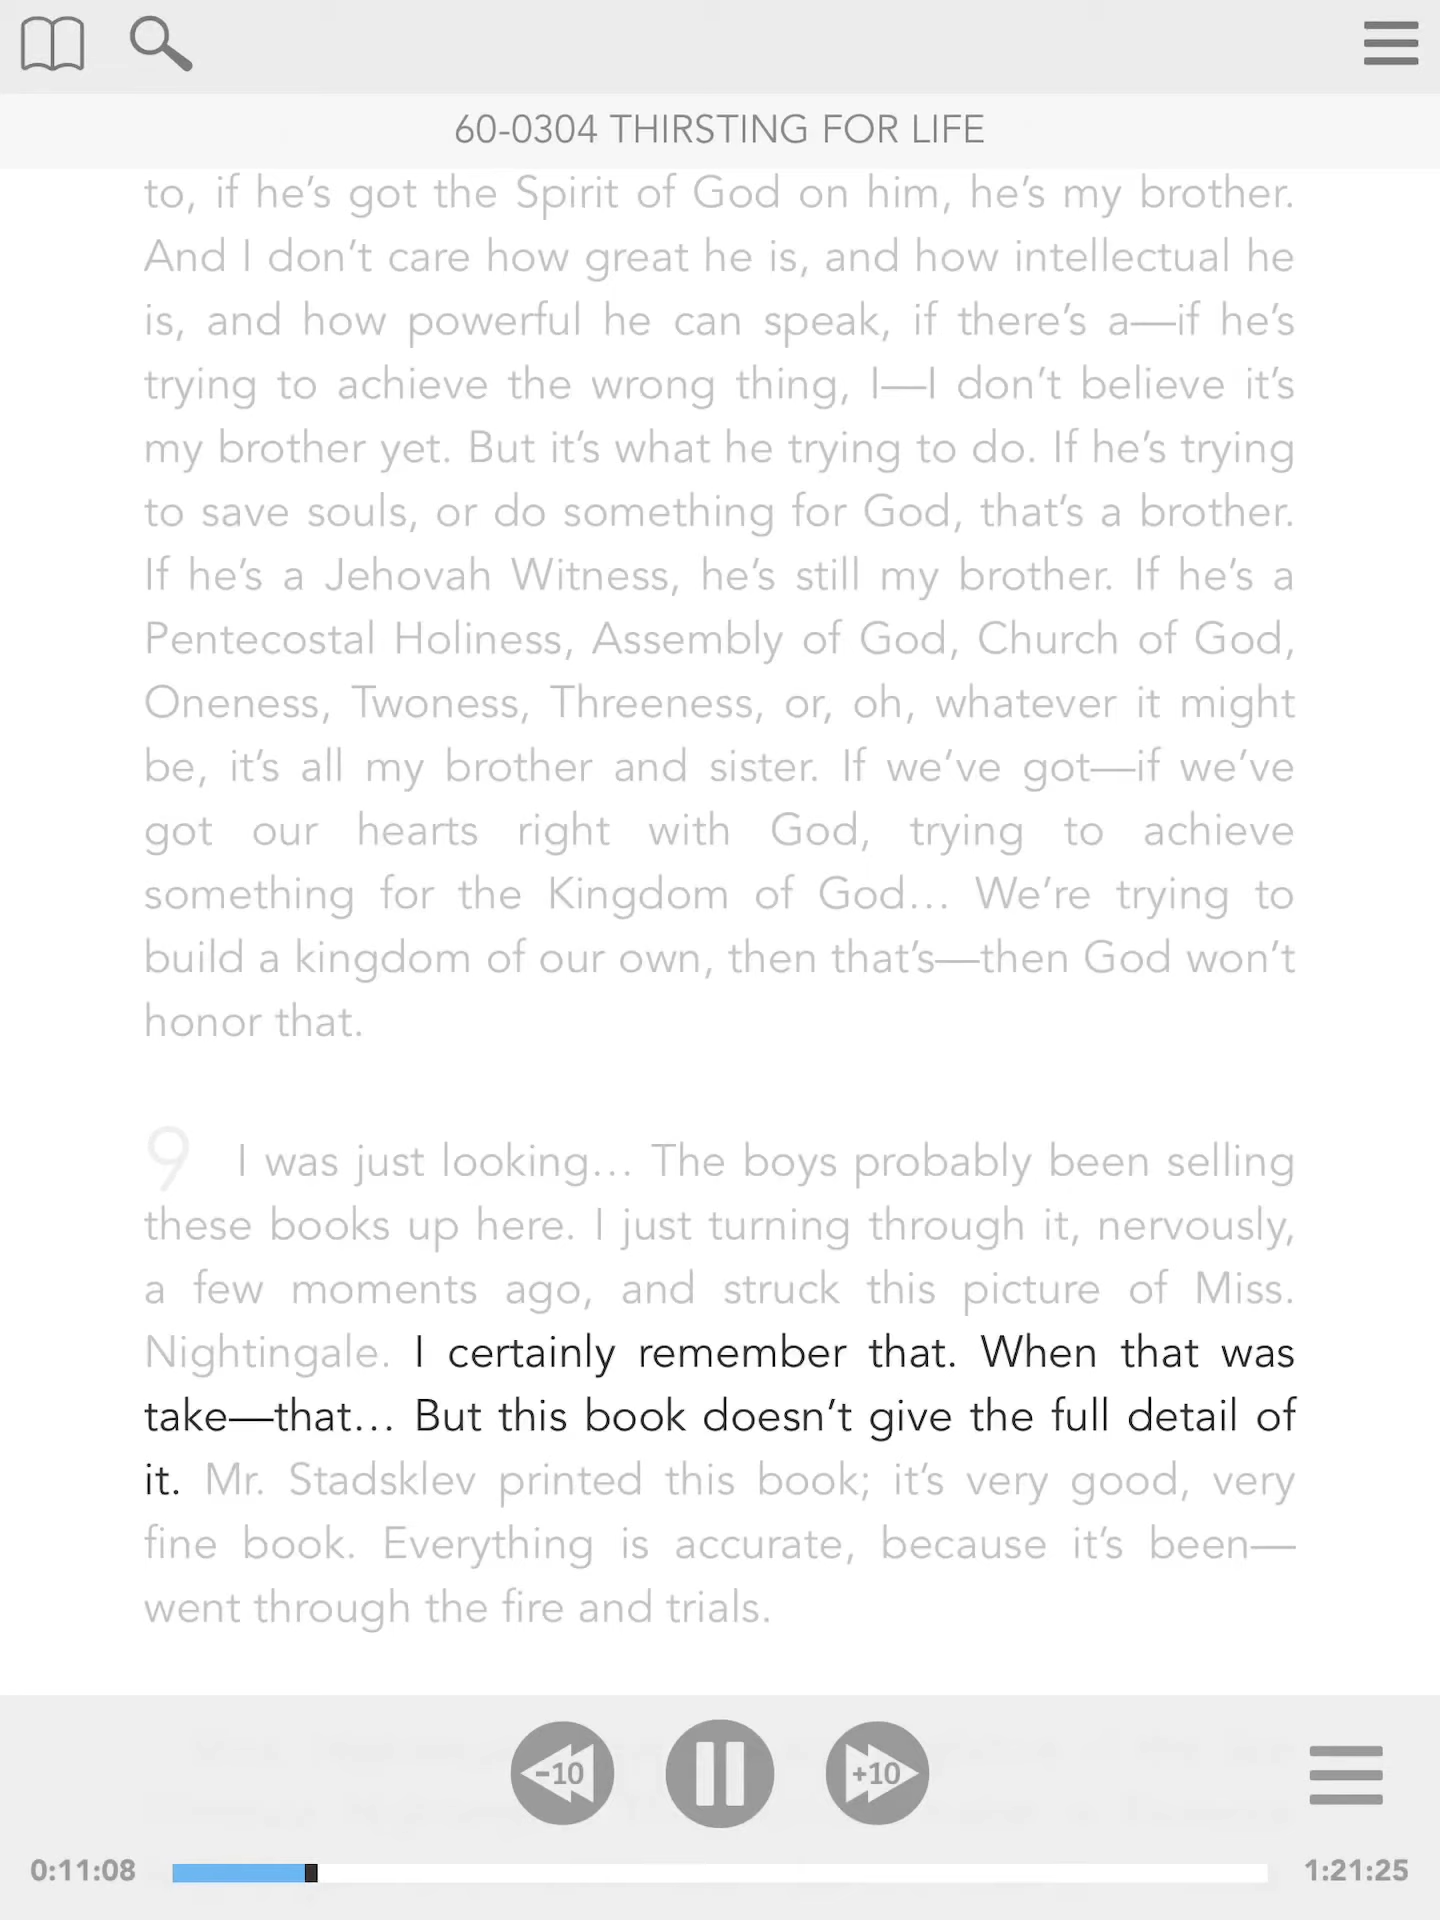 60-0304 THIRSTING FOR LIFE
to, if he’s got the Spirit of God on him, he’s my brother.
And I don’t care how great he is, and how intellectual he
is, and how powerful he can speak, if there’s a—if he’s
trying to achieve the wrong thing, I—I don’t believe it’s
my brother yet. But it’s what he trying to do. If he’s trying
to save souls, or do something for God, that’s a brother.
If he’s a Jehovah Witness, he’s still my brother. If he’s a
Pentecostal Holiness, Assembly of God, Church of God,
Oneness, Twoness, Threeness, or, oh, whatever it might
be, it’s all my brother and sister. If we’ve got—if we’ve
got our hearts right with God, trying to achieve
something for the Kingdom of God… We’re trying to
build a kingdom of our own, then that’s—then God won’t
honor that.
9 I was just looking… The boys probably been selling
these books up here. I just turning through it, nervously,
a few moments ago, and struck this picture of Miss.
Nightingale. I certainly remember that. When that was
take—that… But this book doesn’t give the full detail of
it. Mr. Stadsklev printed this book; it’s very good, very
fine book. Everything is accurate, because it’s been—
went through the fire and trials.
-10 +10
0:11:08 1:21:25